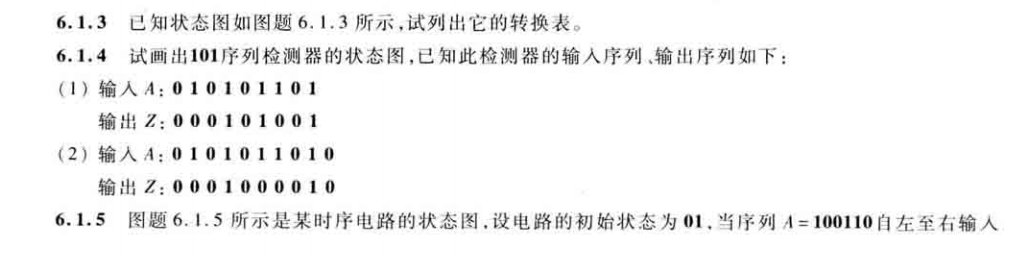 6.1.3 已知状态图如图题 6.1.3 所示,试列出它的转换表。
6.1.4 试画出101序列检测器的状态图,已知此检测器的输入序列、输出序列如下:
(1) 输入 A: 0 1 0 1 0 1 1 0 1
输出 Z: 0 0 0 1 0 1 0 0 1
(2) 输入 A: 0 1 0 1 0 1 1 0 1 0
输出 Z: 0 0 0 1 0 0 0 0 1 0
6.1.5 图题 6.1.5 所示是某时序电路的状态图,设电路的初始状态为 01,当序列 A=100110自左至右输入